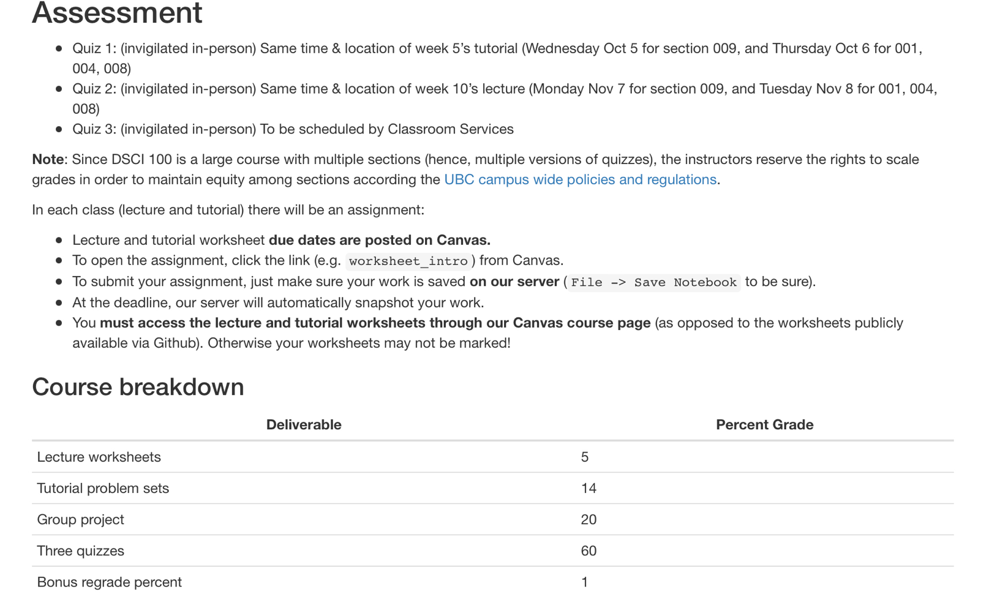 Assessment
• Quiz 1: (invigilated in-person) Same time & location of week 5’s tutorial (Wednesday Oct 5 for section 009, and Thursday Oct 6 for 001,
004, 008)
• Quiz 2: (invigilated in-person) Same time & location of week 10’s lecture (Monday Nov 7 for section 009, and Tuesday Nov 8 for 001, 004,
008)
• Quiz 3: (invigilated in-person) To be scheduled by Classroom Services
Note: Since DSCI 100 is a large course with multiple sections (hence, multiple versions of quizzes), the instructors reserve the rights to scale
grades in order to maintain equity among sections according the UBC campus wide policies and regulations.
In each class (lecture and tutorial) there will be an assignment:
• Lecture and tutorial worksheet due dates are posted on Canvas.
• To open the assignment, click the link (e.g. worksheet_intro) from Canvas.
• To submit your assignment, just make sure your work is saved on our server (File -> Save Notebook to be sure).
• At the deadline, our server will automatically snapshot your work.
• You must access the lecture and tutorial worksheets through our Canvas course page (as opposed to the worksheets publicly
available via Github). Otherwise your worksheets may not be marked!
Course breakdown
Deliverable Percent Grade
Lecture worksheets 5
Tutorial problem sets 14
Group project 20
Three quizzes 60
Bonus regrade percent 1